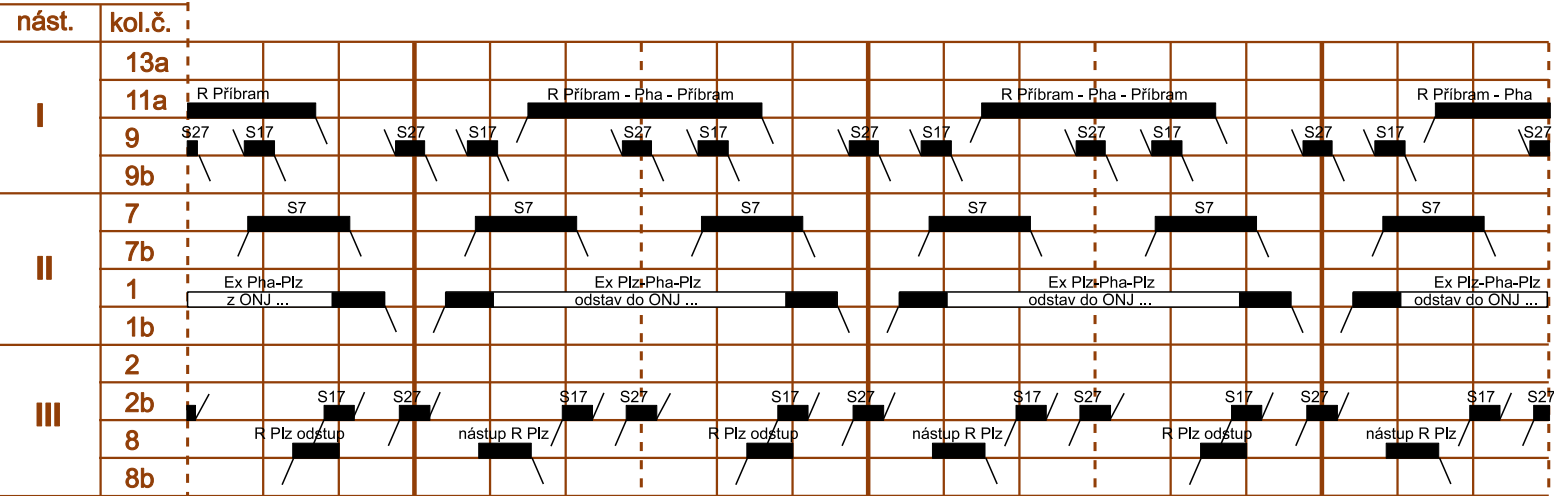 nást. kol.č.
I
13a
11a R Příbram R Příbram - Pha - Příbram R Příbram - Pha - Příbram R Příbram - Pha
9 S27 S17 S27 S17 S27 S17 S27 S17 S27 S17 S27 S17 S27
9b
II
7 S7 S7 S7 S7 S7 S7
7b
1 Ex Pha-Plz Ex Plz-Pha-Plz Ex Plz-Pha-Plz Ex Plz-Pha-Plz
z ONJ ... odstav do ONJ ... odstav do ONJ ... odstav do ONJ ...
1b
III
2
2b S17 S27 S17 S27 S17 S27 S17 S27 S17 S27 S17 S27
8 R Plz odstup nástup R Plz R Plz odstup nástup R Plz R Plz odstup nástup R Plz
8b